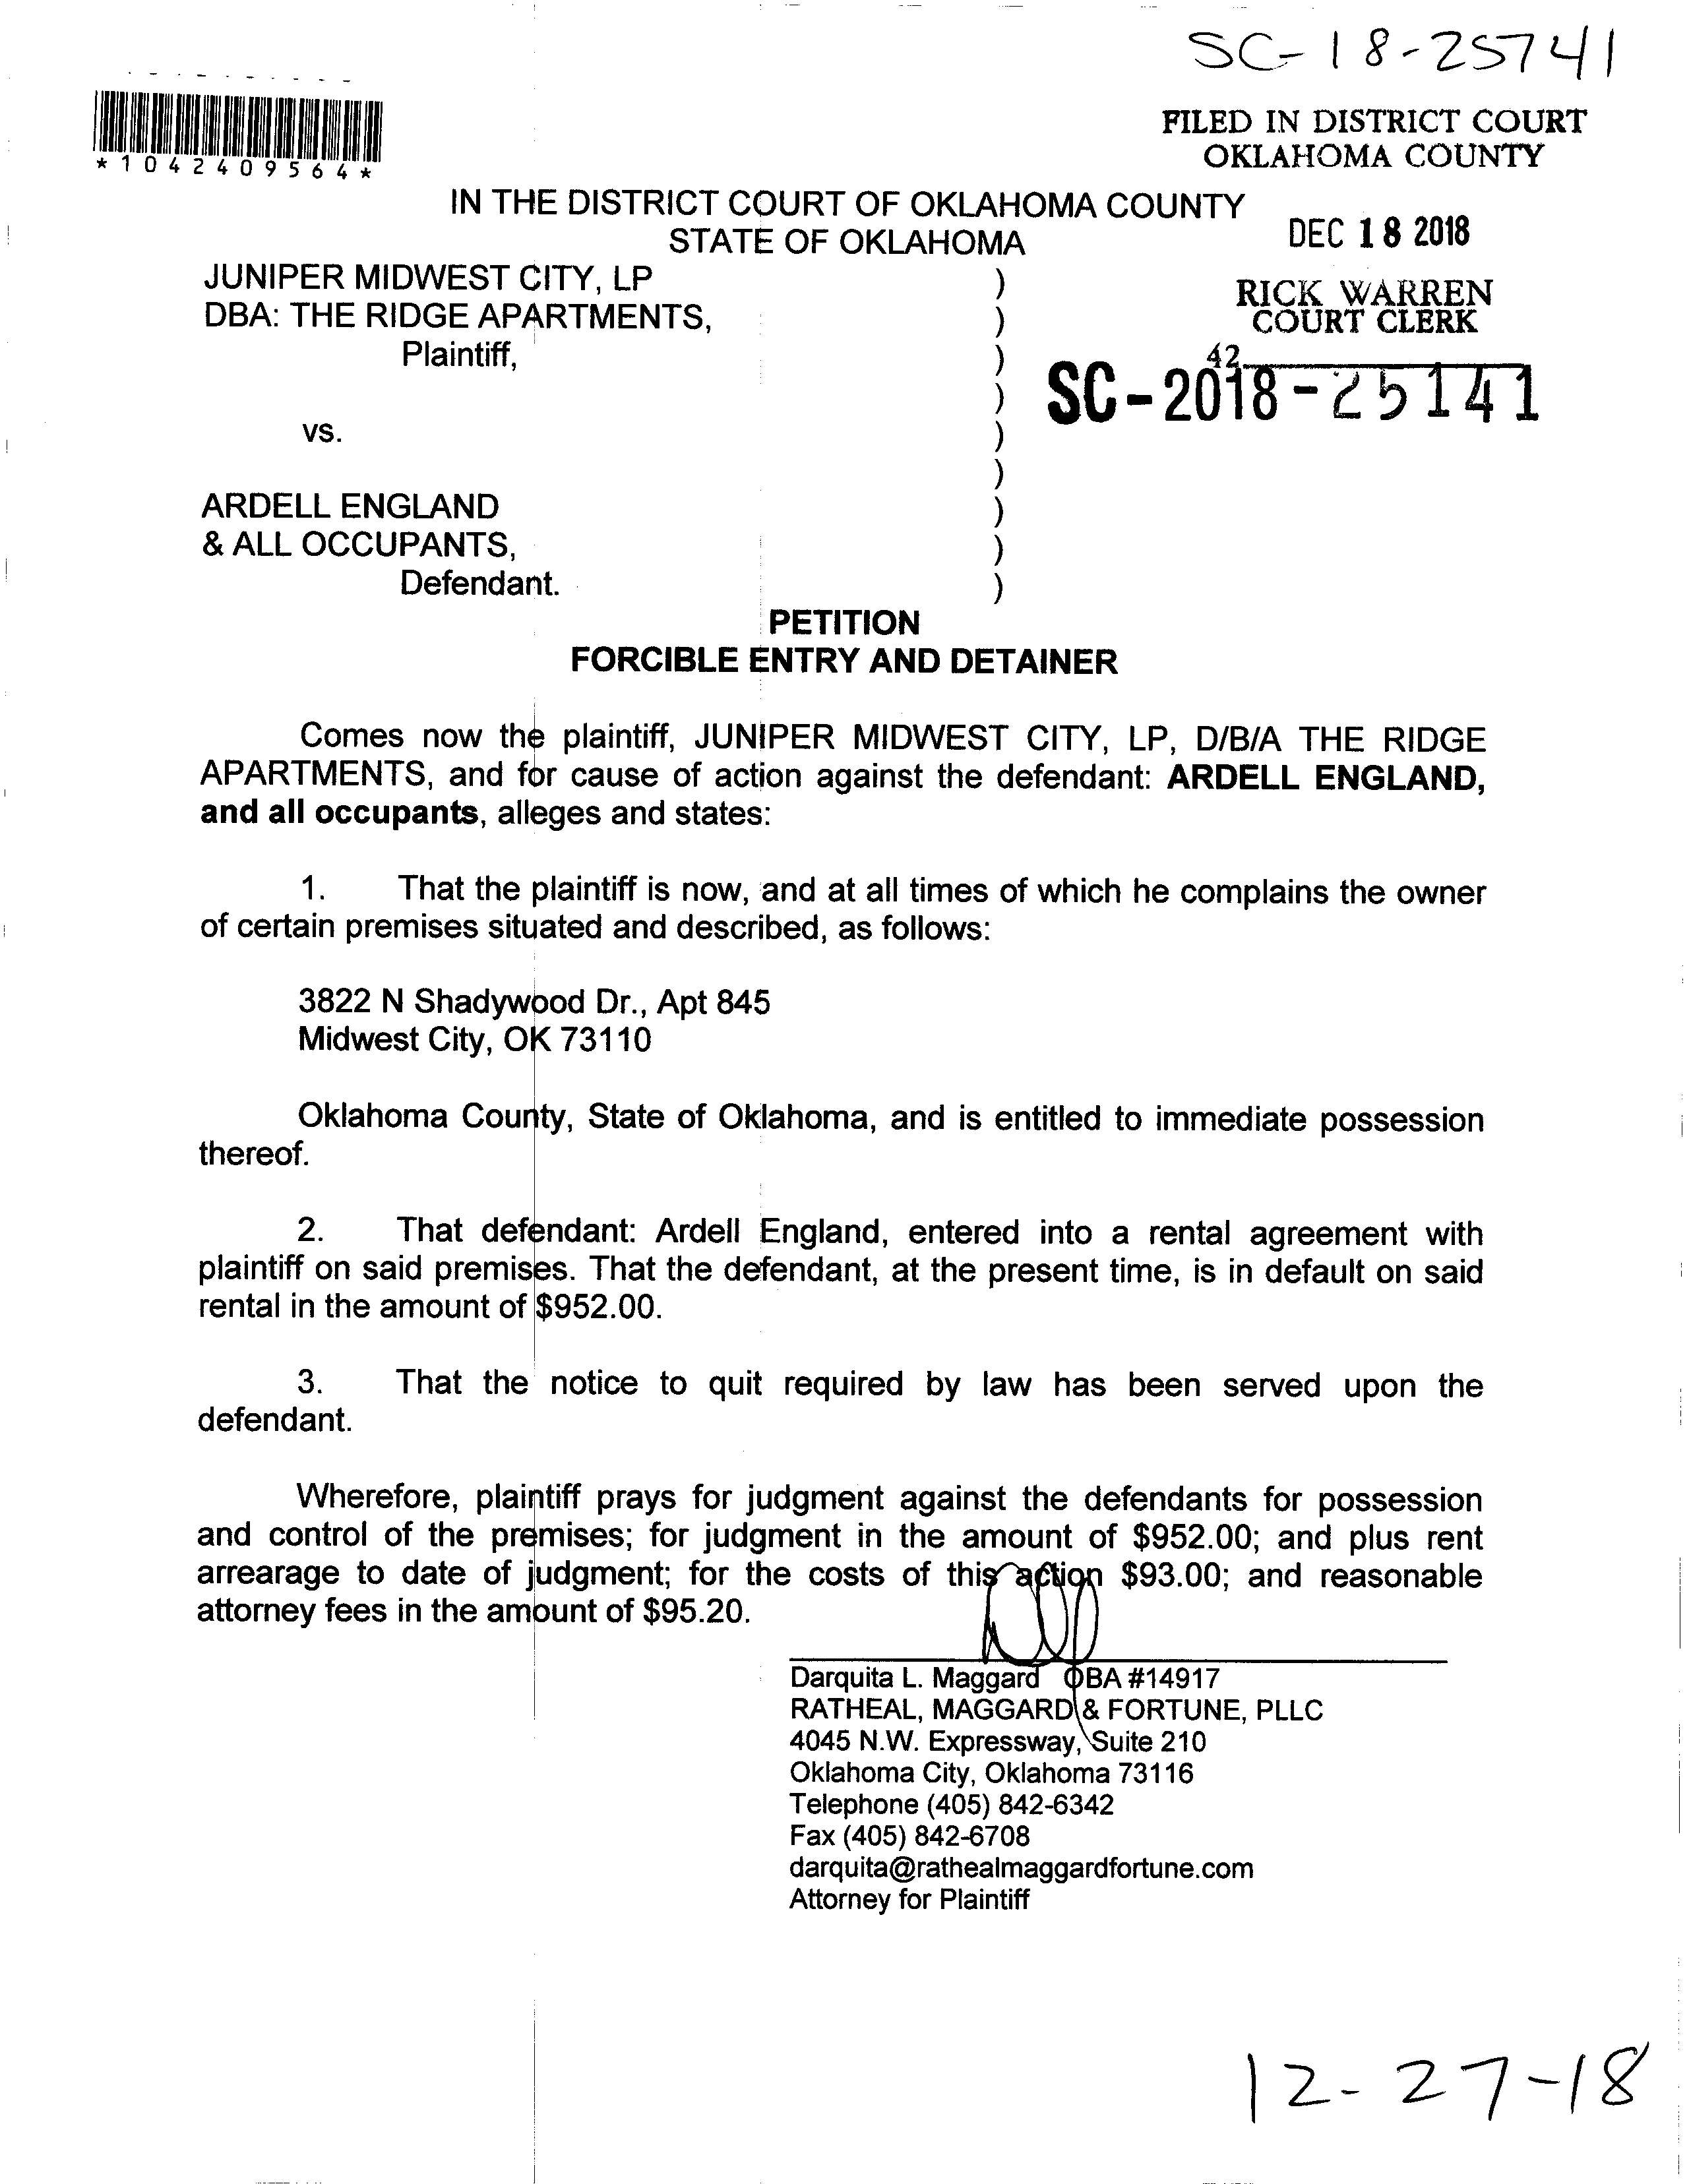 SC-18-25741
FILED IN DISTRICT COURT
OKLAHOMA COUNTY
*1042409564*
IN THE DISTRICT COURT OF OKLAHOMA COUNTY
STATE OF OKLAHOMA
DEC 18 2018
JUNIPER MIDWEST CITY, LP )
DBA: THE RIDGE APARTMENTS, )
Plaintiff, )
)
vs. )
)
ARDELL ENGLAND )
& ALL OCCUPANTS, )
Defendant. )
RICK WARREN
COURT CLERK
42
SC-2018-25141
PETITION
FORCIBLE ENTRY AND DETAINER
Comes now the plaintiff, JUNIPER MIDWEST CITY, LP, D/B/A THE RIDGE
APARTMENTS, and for cause of action against the defendant: ARDELL ENGLAND,
and all occupants, alleges and states:
1. That the plaintiff is now, and at all times of which he complains the owner
of certain premises situated and described, as follows:
3822 N Shadywood Dr., Apt 845
Midwest City, OK 73110
Oklahoma County, State of Oklahoma, and is entitled to immediate possession
thereof.
2. That defendant: Ardell England, entered into a rental agreement with
plaintiff on said premises. That the defendant, at the present time, is in default on said
rental in the amount of $952.00.
3. That the notice to quit required by law has been served upon the
defendant.
Wherefore, plaintiff prays for judgment against the defendants for possession
and control of the premises; for judgment in the amount of $952.00; and plus rent
arrearage to date of judgment; for the costs of this action $93.00; and reasonable
attorney fees in the amount of $95.20.
Darquita L. Maggard OBA #14917
RATHEAL, MAGGARD & FORTUNE, PLLC
4045 N.W. Expressway, Suite 210
Oklahoma City, Oklahoma 73116
Telephone (405) 842-6342
Fax (405) 842-6708
darquita@rathealmaggardfortune.com
Attorney for Plaintiff
12-27-18